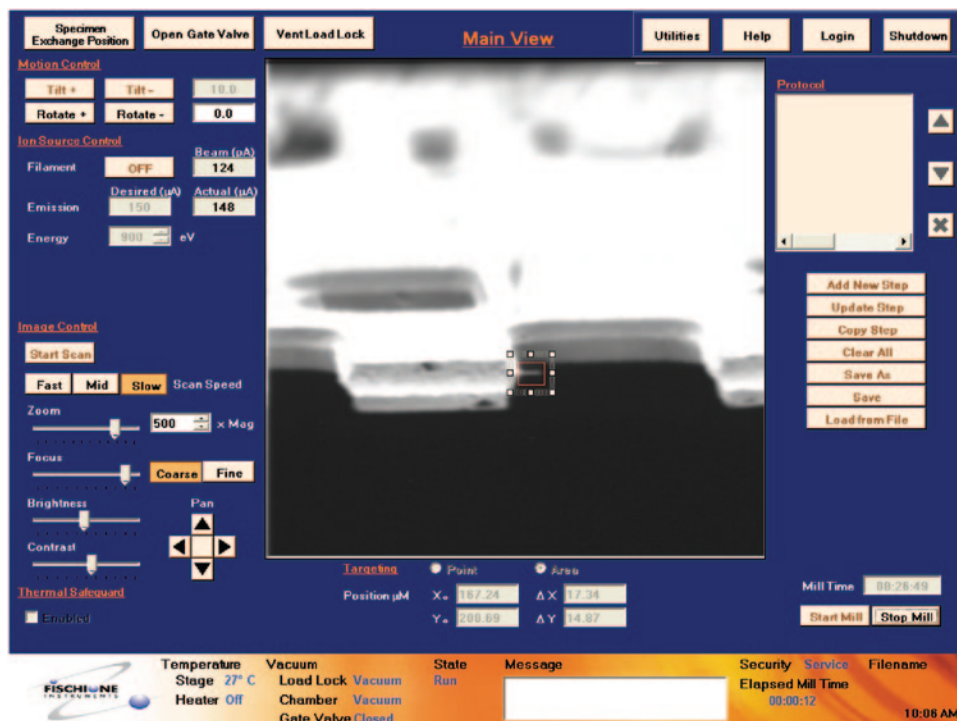 Specimen
Exchange Position
Open Gate Valve
Vent Load Lock
Main View
Utilities
Help
Login
Shutdown
Motion Control
Tilt +
Tilt -
10.0
Rotate +
Rotate -
0.0
Ion Source Control
Beam (pA)
Filament
OFF
124
Desired (µA)
Actual (µA)
Emission
150
148
Energy
900
eV
Image Control
Start Scan
Fast
Mid
Slow
Scan Speed
Zoom
500
x Mag
Focus
Coarse
Fine
Brightness
Pan
Contrast
Thermal Safeguard
Enabled
Targeting
Point
Area
Position µM
X₀
167.24
Δ X
17.34
Y₀
200.69
Δ Y
14.87
Protocol
Add New Step
Update Step
Copy Step
Clear All
Save As
Save
Load from File
Mill Time
00:26:49
Start Mill
Stop Mill
FISCHIONE
INSTRUMENTS
Temperature
Stage 27° C
Heater Off
Vacuum
Load Lock Vacuum
Chamber Vacuum
Gate Valve Closed
State
Run
Message
Security Service
Elapsed Mill Time
00:00:12
Filename
10:06 AM